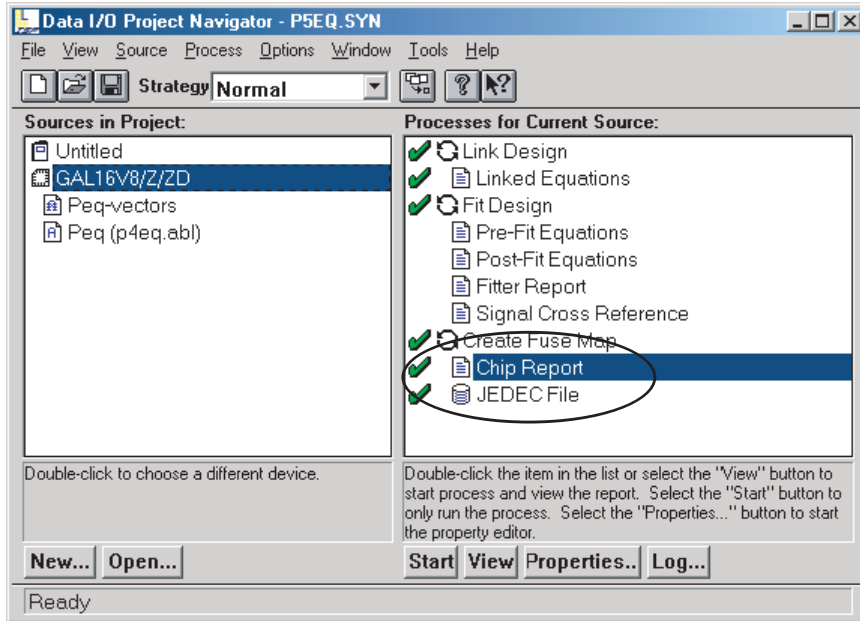 Data I/O Project Navigator - P5EQ.SYN
File View Source Process Options Window Tools Help
Strategy Normal
Sources in Project:
Untitled
GAL16V8/Z/ZD
Peq-vectors
Peq (p4eq.abl)
Double-click to choose a different device.
New... Open...
Processes for Current Source:
Link Design
Linked Equations
Fit Design
Pre-Fit Equations
Post-Fit Equations
Fitter Report
Signal Cross Reference
Create Fuse Map
Chip Report
JEDEC File
Double-click the item in the list or select the "View" button to
start process and view the report. Select the "Start" button to
only run the process. Select the "Properties..." button to start
the property editor.
Start View Properties.. Log...
Ready